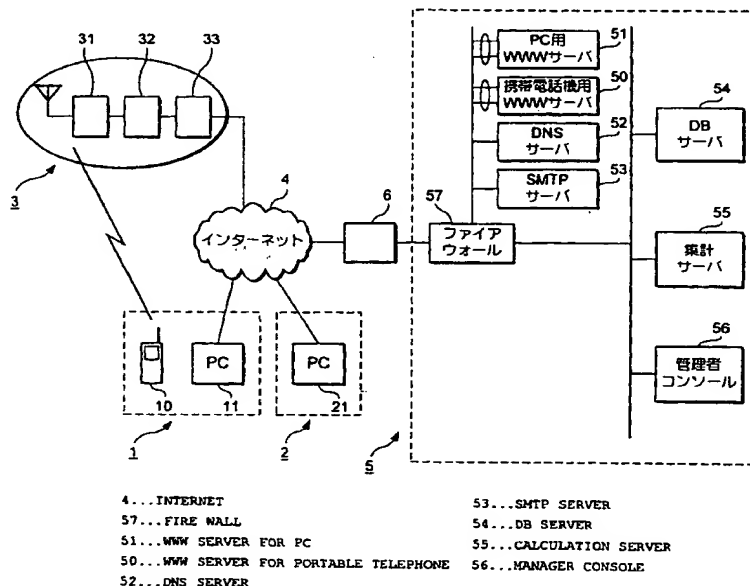 31
32
33
3
4
インターネット
6
57
ファイア
ウォール
PC用
WWWサーバ
51
携帯電話機用
WWWサーバ
50
DNS
サーバ
52
SMTP
サーバ
53
54
DB
サーバ
55
集計
サーバ
56
管理者
コンソール
10
PC
11
PC
21
1
2
5
4...INTERNET
57...FIRE WALL
51...WWW SERVER FOR PC
50...WWW SERVER FOR PORTABLE TELEPHONE
52...DNS SERVER
53...SMTP SERVER
54...DB SERVER
55...CALCULATION SERVER
56...MANAGER CONSOLE